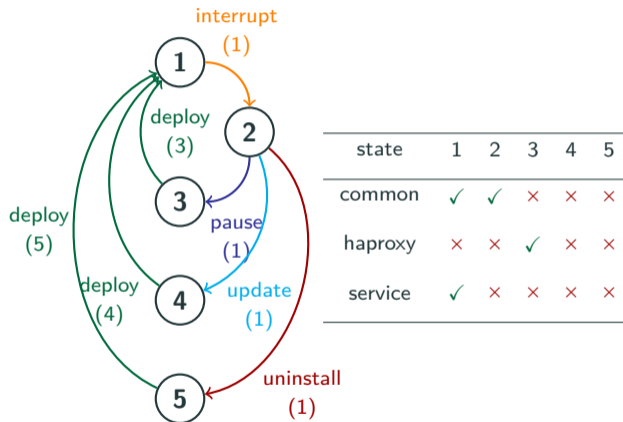 interrupt
(1)
1
deploy
(3)
2
3
pause
(1)
deploy
(5)
deploy
(4)
4
update
(1)
uninstall
(1)
5
state 1 2 3 4 5
common ✓ ✓ × × ×
haproxy × × ✓ × ×
service ✓ × × × ×